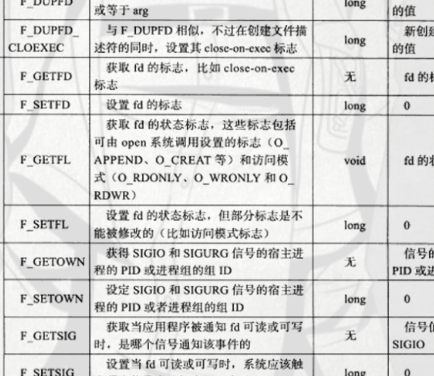 F_DUPFD
或等于 arg
long
的值
F_DUPFD_
CLOEXEC
与 F_DUPFD 相似，不过在创建文件描
述符的同时，设置其 close-on-exec 标志
long
新创建
的值
F_GETFD
获取 fd 的标志，比如 close-on-exec
标志
无
fd 的
F_SETFD
设置 fd 的标志
long
0
F_GETFL
获取 fd 的状态标志，这些标志包括
可由 open 系统调用设置的标志（O_
APPEND、O_CREAT 等）和访问模
式（O_RDONLY、O_WRONLY 和 O_
RDWR）
void
fd 的
F_SETFL
设置 fd 的状态标志，但部分标志是不
能被修改的（比如访问模式标志）
long
0
F_GETOWN
获得 SIGIO 和 SIGURG 信号的宿主进
程的 PID 或进程组的组 ID
无
信号的
PID 或进
F_SETOWN
设定 SIGIO 和 SIGURG 信号的宿主进
程的 PID 或者进程组的组 ID
long
0
F_GETSIG
获取当应用程序被通知 fd 可读或可写
时，是哪个信号通知该事件的
无
信号值
SIGIO
F_SETSIG
设置当 fd 可读或可写时，系统应该触
long
0